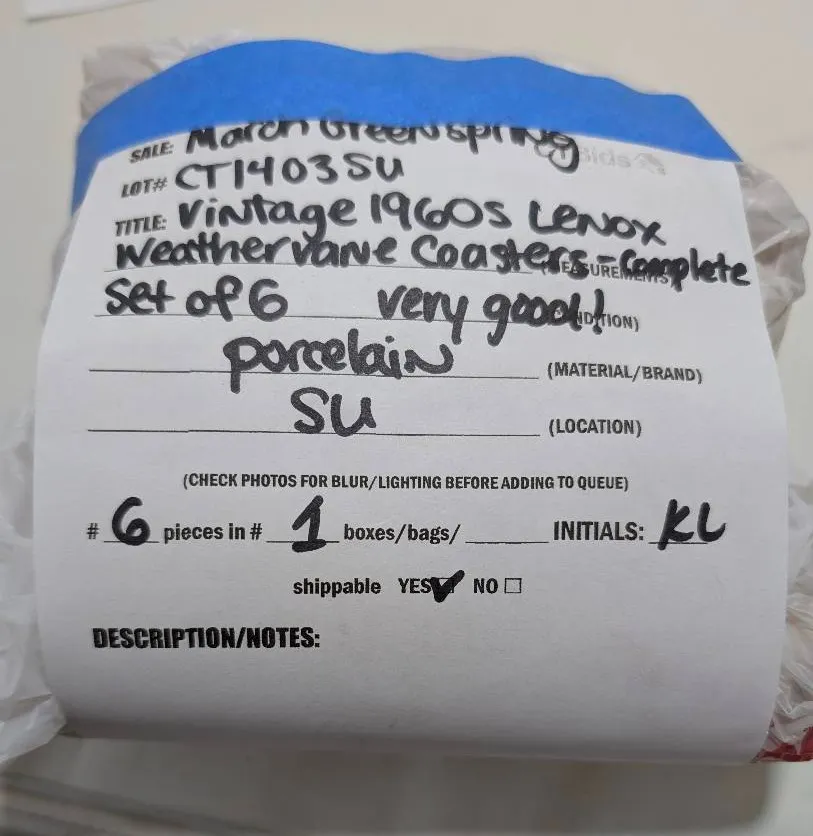 SALE: March Greenspring
LOT# CT1403SU
TITLE: Vintage 1960s Lenox
Weathervane Coasters - Complete (MEASUREMENTS)
Set of 6 very good! (CONDITION)
porcelain (MATERIAL/BRAND)
SU (LOCATION)
(CHECK PHOTOS FOR BLUR/LIGHTING BEFORE ADDING TO QUEUE)
# 6 pieces in # 1 boxes/bags/ INITIALS: KL
shippable YES NO
DESCRIPTION/NOTES: